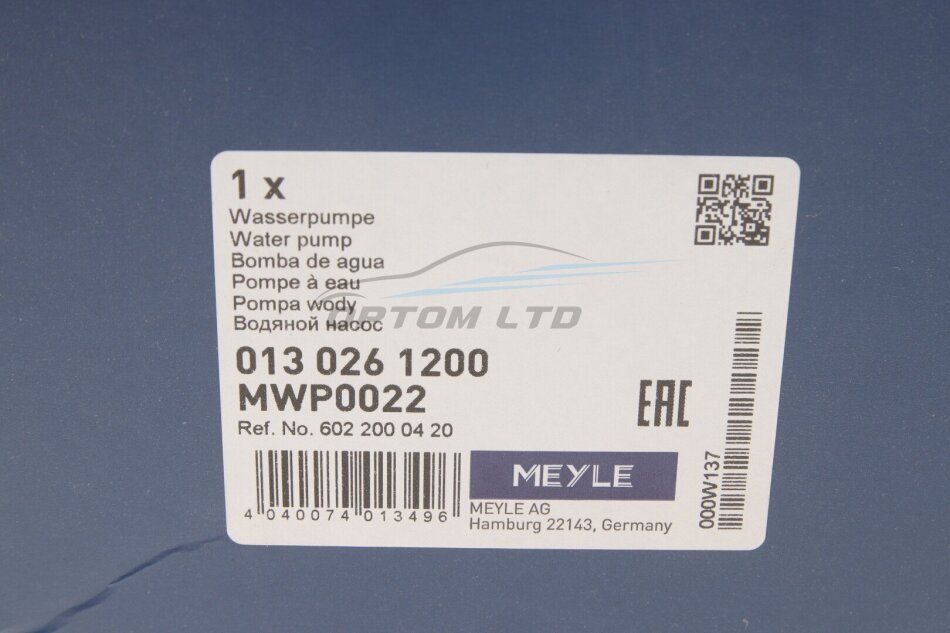 1 x
Wasserpumpe
Water pump
Bomba de agua
Pompe à eau
Pompa wody
Водяной насос
ORTOM LTD
013 026 1200
MWP0022
Ref. No. 602 200 04 20
EAC
4 040074 013496
MEYLE
MEYLE AG
Hamburg 22143, Germany
000W137